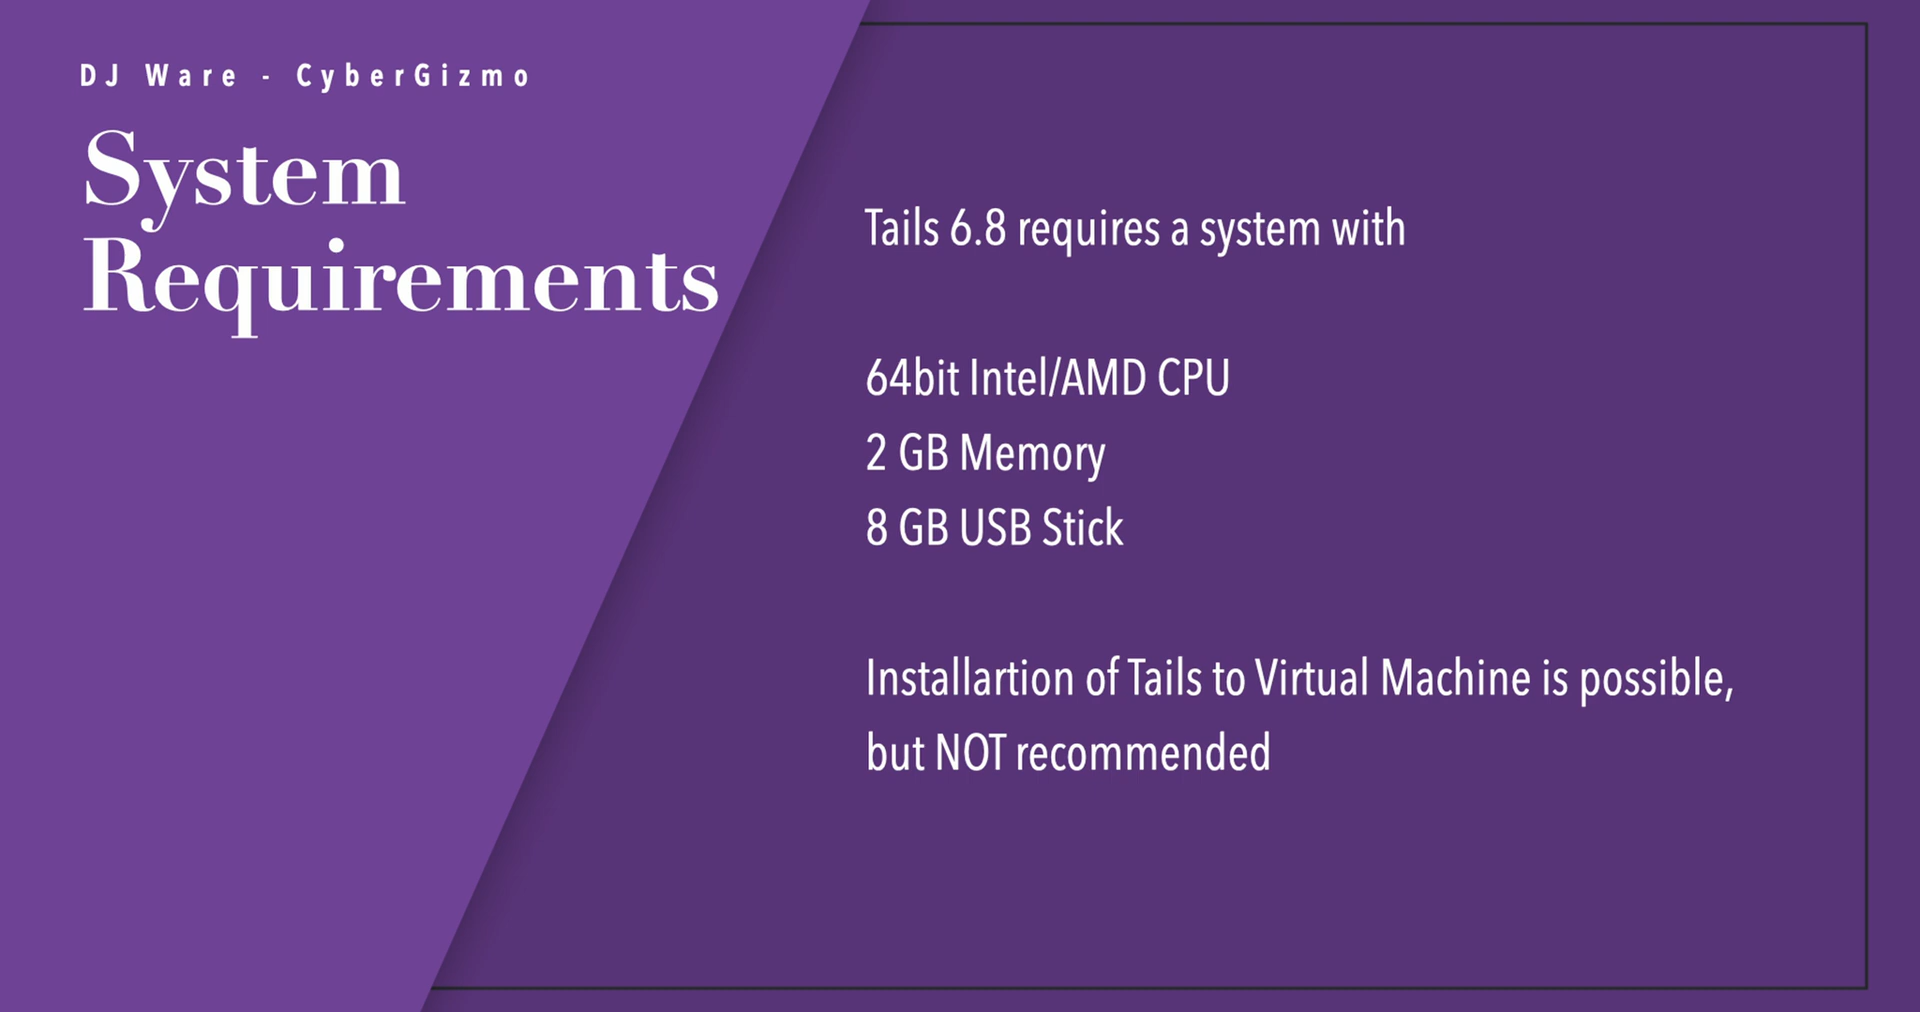 DJ Ware - CyberGizmo
System
Requirements
Tails 6.8 requires a system with
64bit Intel/AMD CPU
2 GB Memory
8 GB USB Stick
Installartion of Tails to Virtual Machine is possible,
but NOT recommended